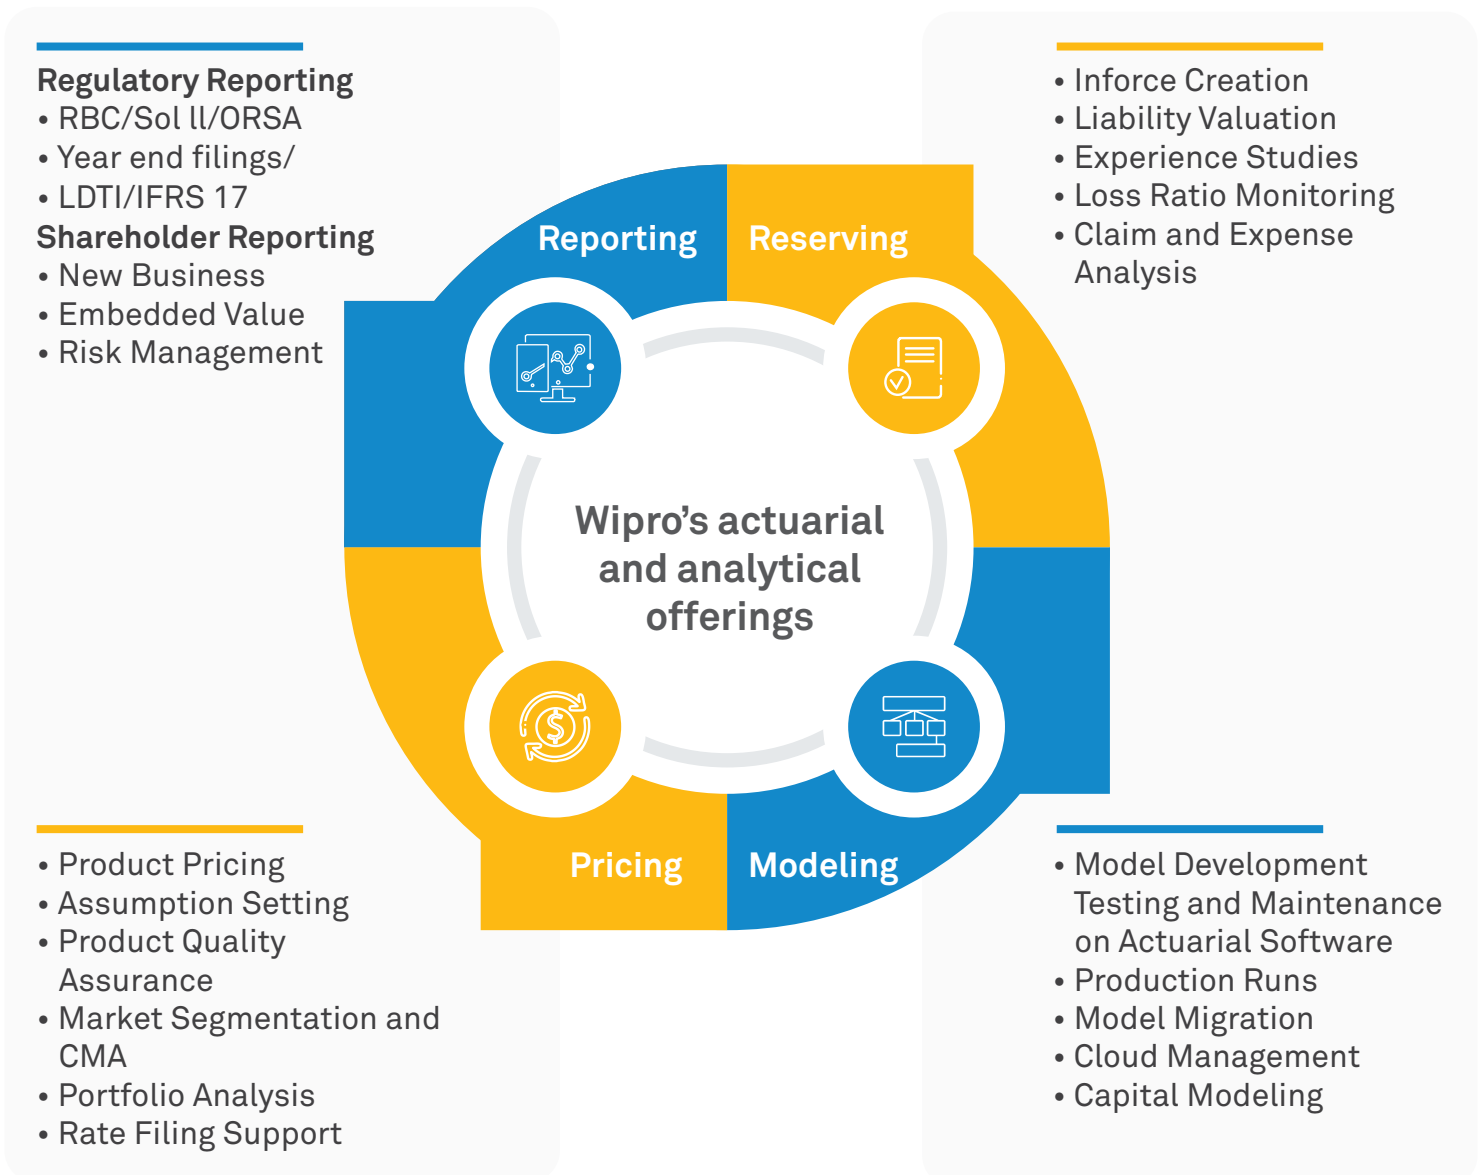 Regulatory Reporting
• RBC/Sol ll/ORSA
• Year end filings/
• LDTI/IFRS 17
Shareholder Reporting
• New Business
• Embedded Value
• Risk Management
• Inforce Creation
• Liability Valuation
• Experience Studies
• Loss Ratio Monitoring
• Claim and Expense
Analysis
Reporting
Reserving
Wipro’s actuarial
and analytical
offerings
Pricing
Modeling
• Product Pricing
• Assumption Setting
• Product Quality
Assurance
• Market Segmentation and
CMA
• Portfolio Analysis
• Rate Filing Support
• Model Development
Testing and Maintenance
on Actuarial Software
• Production Runs
• Model Migration
• Cloud Management
• Capital Modeling